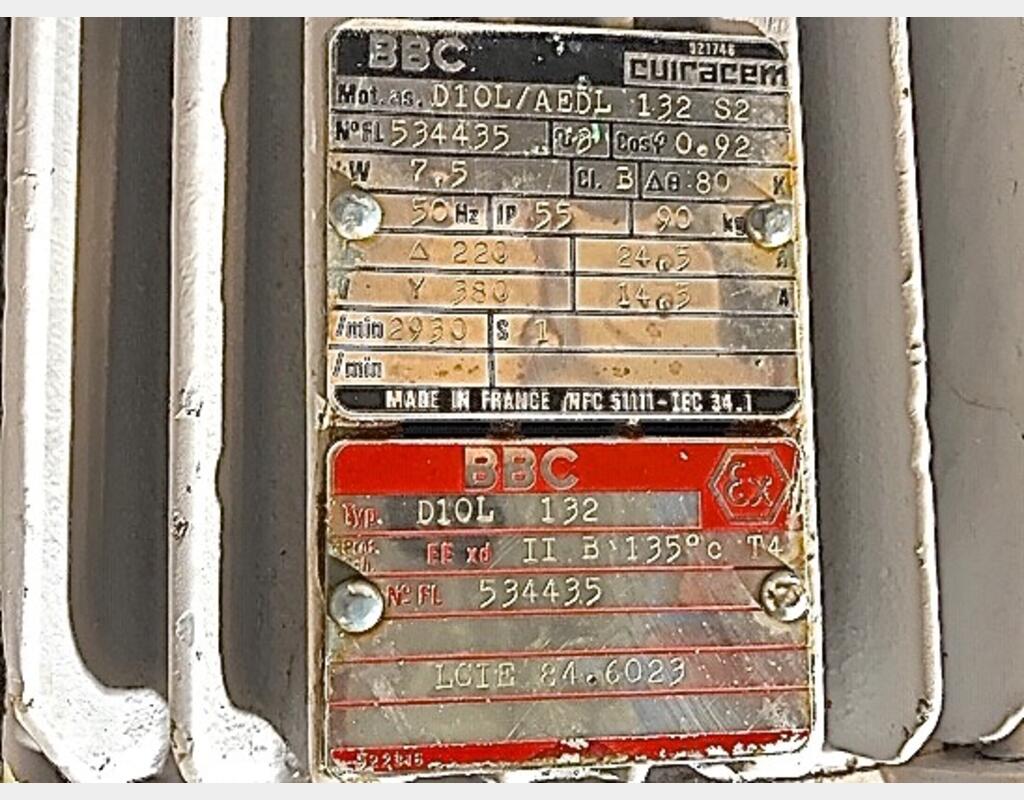 BBC
921746
cuiracem
Mot.as. D10L/AEDL 132 S2
N°FL 534435 Cosφ 0.92
kW 7.5 Cl. B Δθ 80 K
50 Hz IP 55 90 kg
Δ 220 24.5 A
V Y 380 14.5 A
/min 2930 S 1
/min
MADE IN FRANCE NFC 51111-IEC 34.1
BBC
Ex
typ. D10L 132
EE xd II B 135°c T4
N° FL 534435
LCIE 84.6023